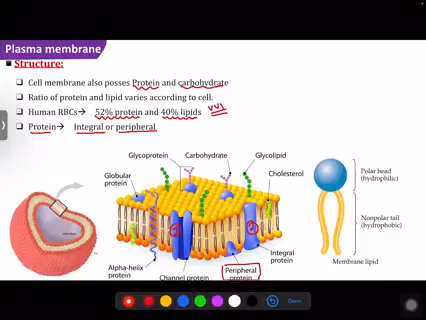 Plasma membrane
Structure:
Cell membrane also posses Protein and carbohydrate
Ratio of protein and lipid varies according to cell.
Human RBCs→ 52% protein and 40% lipids VVI
Protein→ Integral or peripheral
Glycoprotein
Carbohydrate
Glycolipid
Globular
protein
Cholesterol
Polar head
(hydrophilic)
Nonpolar tail
(hydrophobic)
Integral
protein
Membrane lipid
Alpha-helix
protein
Channel protein
Peripheral
protein
Done